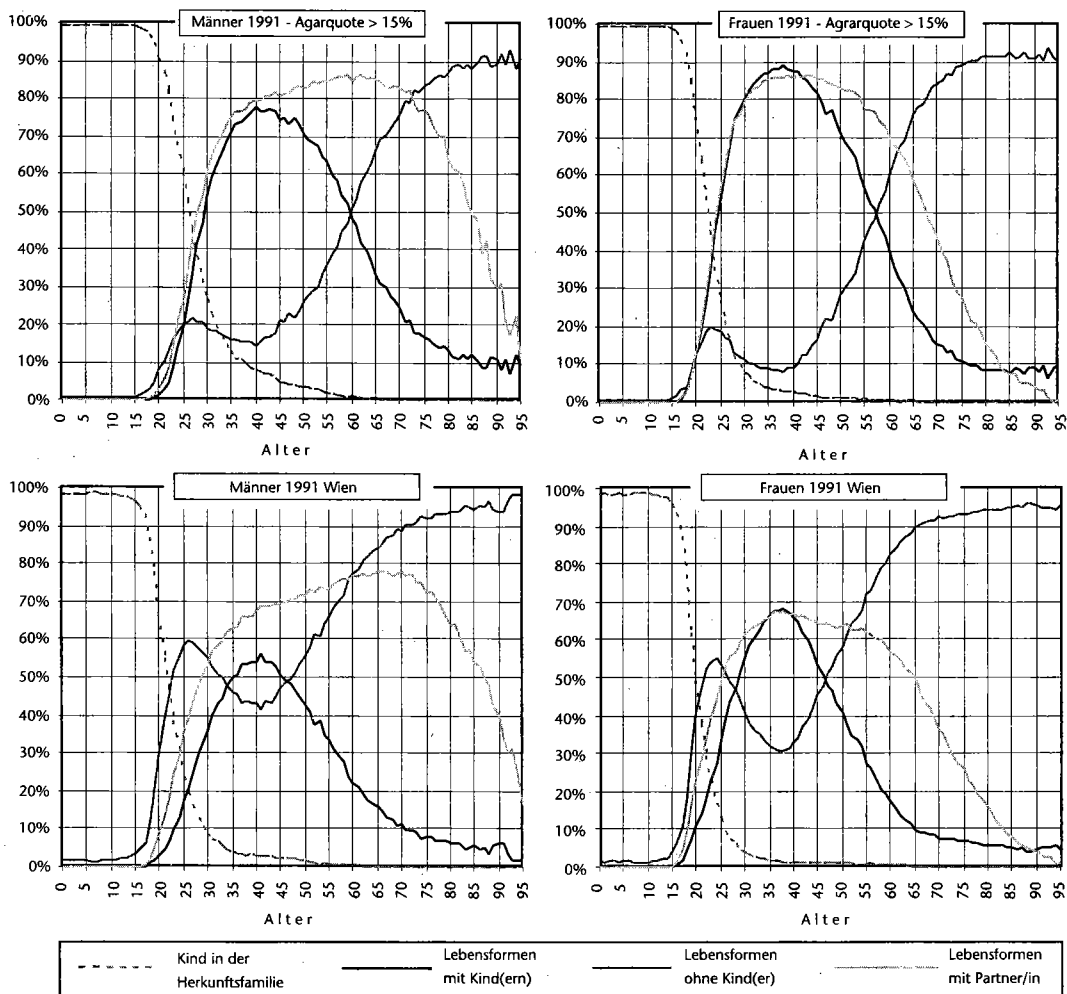 Männer 1991 - Agarquote > 15%
100%
90%
80%
70%
60%
50%
40%
30%
20%
10%
0%
0 5 10 15 20 25 30 35 40 45 50 55 60 65 70 75 80 85 90 95
Alter
Frauen 1991 - Agrarquote > 15%
100%
90%
80%
70%
60%
50%
40%
30%
20%
10%
0%
0 5 10 15 20 25 30 35 40 45 50 55 60 65 70 75 80 85 90 95
Alter
Männer 1991 Wien
100%
90%
80%
70%
60%
50%
40%
30%
20%
10%
0%
0 5 10 15 20 25 30 35 40 45 50 55 60 65 70 75 80 85 90 95
Alter
Frauen 1991 Wien
100%
90%
80%
70%
60%
50%
40%
30%
20%
10%
0%
0 5 10 15 20 25 30 35 40 45 50 55 60 65 70 75 80 85 90 95
Alter
Kind in der
Herkunftsfamilie
Lebensformen
mit Kind(ern)
Lebensformen
ohne Kind(er)
Lebensformen
mit Partner/in